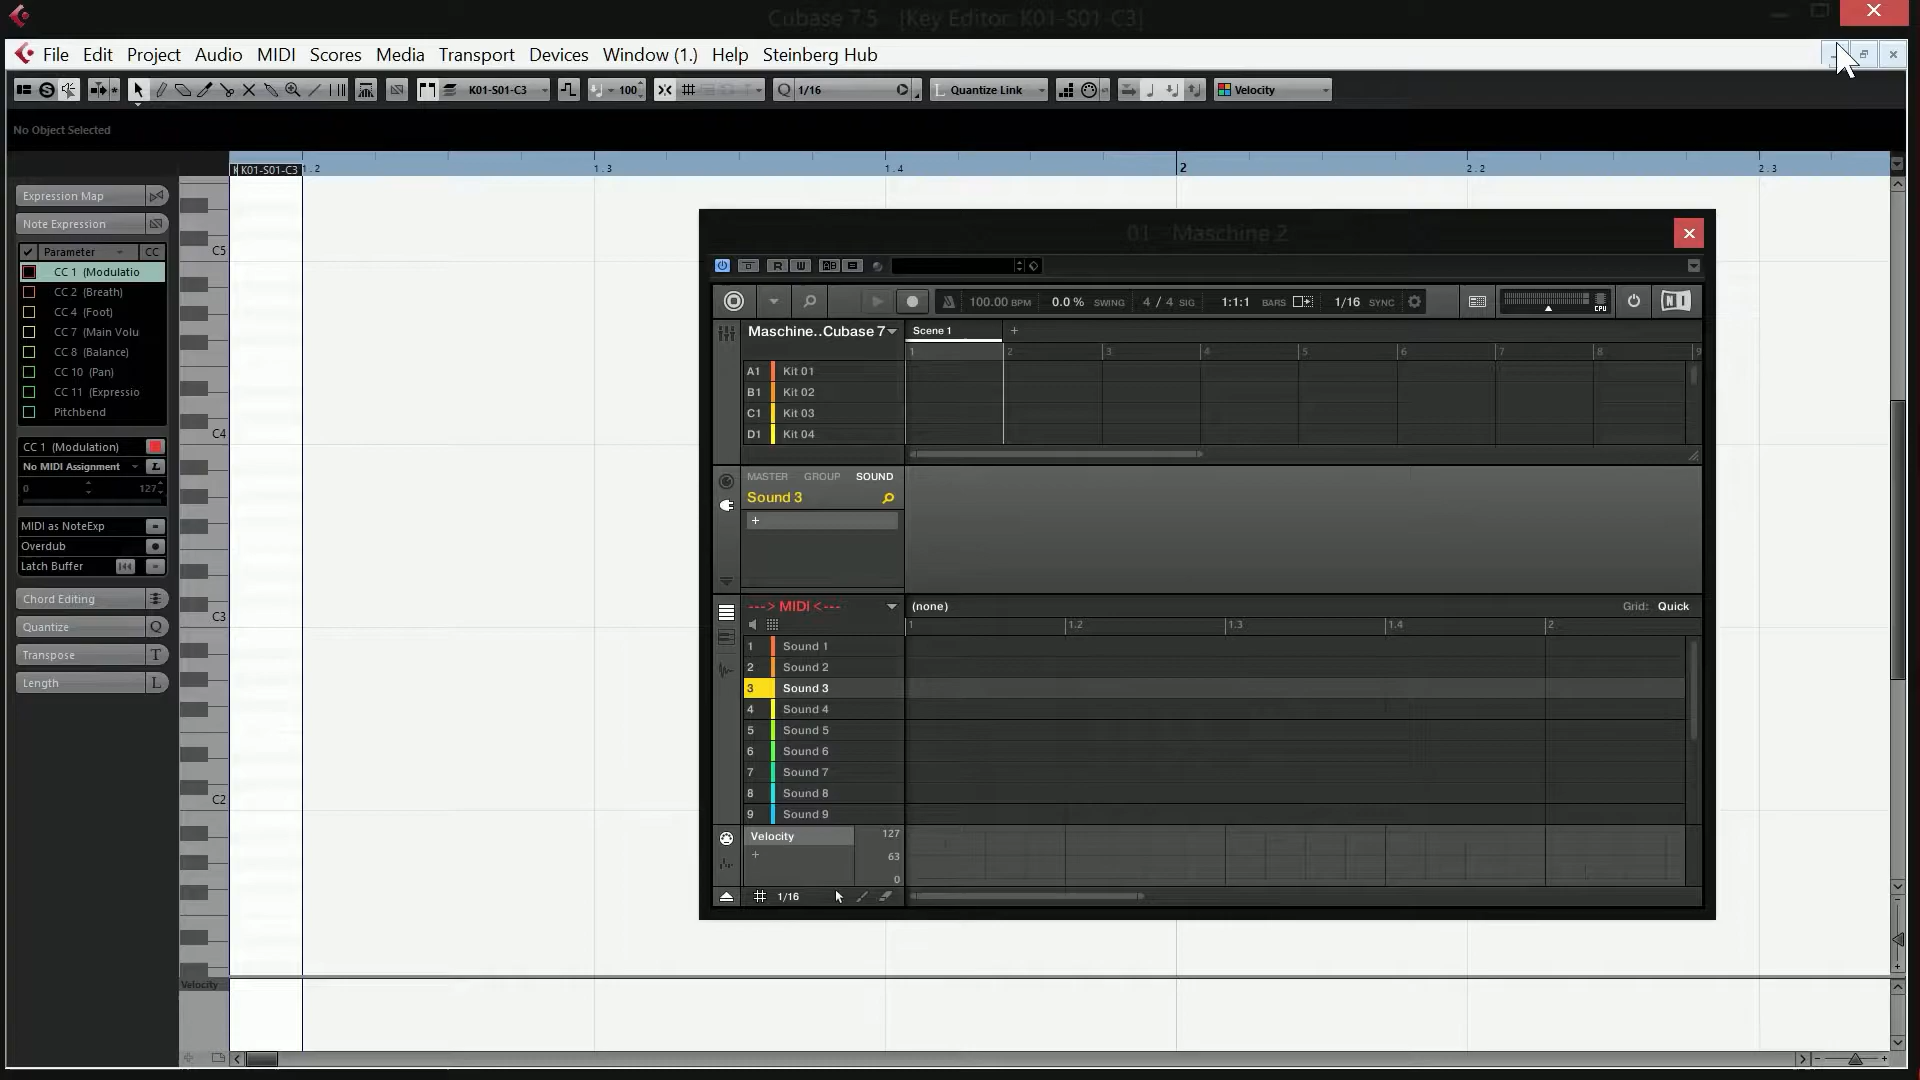 Cubase 7.5 [Key Editor: K01-S01-C3]
File Edit Project Audio MIDI Scores Media Transport Devices Window (1.) Help Steinberg Hub
K01-S01-C3 100 Q 1/16 L Quantize Link Velocity
No Object Selected
K01-S01-C3 1.2 1.3 1.4 2 2.2 2.3
Expression Map
Note Expression
Parameter CC
CC 1 (Modulatio
CC 2 (Breath)
CC 4 (Foot)
CC 7 (Main Volu
CC 8 (Balance)
CC 10 (Pan)
CC 11 (Expressio
Pitchbend
CC 1 (Modulation)
No MIDI Assignment L
0 127
MIDI as NoteExp
Overdub
Latch Buffer
Chord Editing
Quantize Q
Transpose T
Length L
C5
C4
C3
C2
Velocity
01 Maschine 2
R W
100.00 BPM 0.0 % SWING 4 / 4 SIG 1:1:1 BARS 1/16 SYNC CPU
Maschine..Cubase 7 Scene 1 +
1 2 3 4 5 6 7 8 9
A1 Kit 01
B1 Kit 02
C1 Kit 03
D1 Kit 04
MASTER GROUP SOUND
Sound 3
+
---> MIDI <--- (none) Grid: Quick
1 1.2 1.3 1.4 2
1 Sound 1
2 Sound 2
3 Sound 3
4 Sound 4
5 Sound 5
6 Sound 6
7 Sound 7
8 Sound 8
9 Sound 9
Velocity 127
+ 63
0
1/16